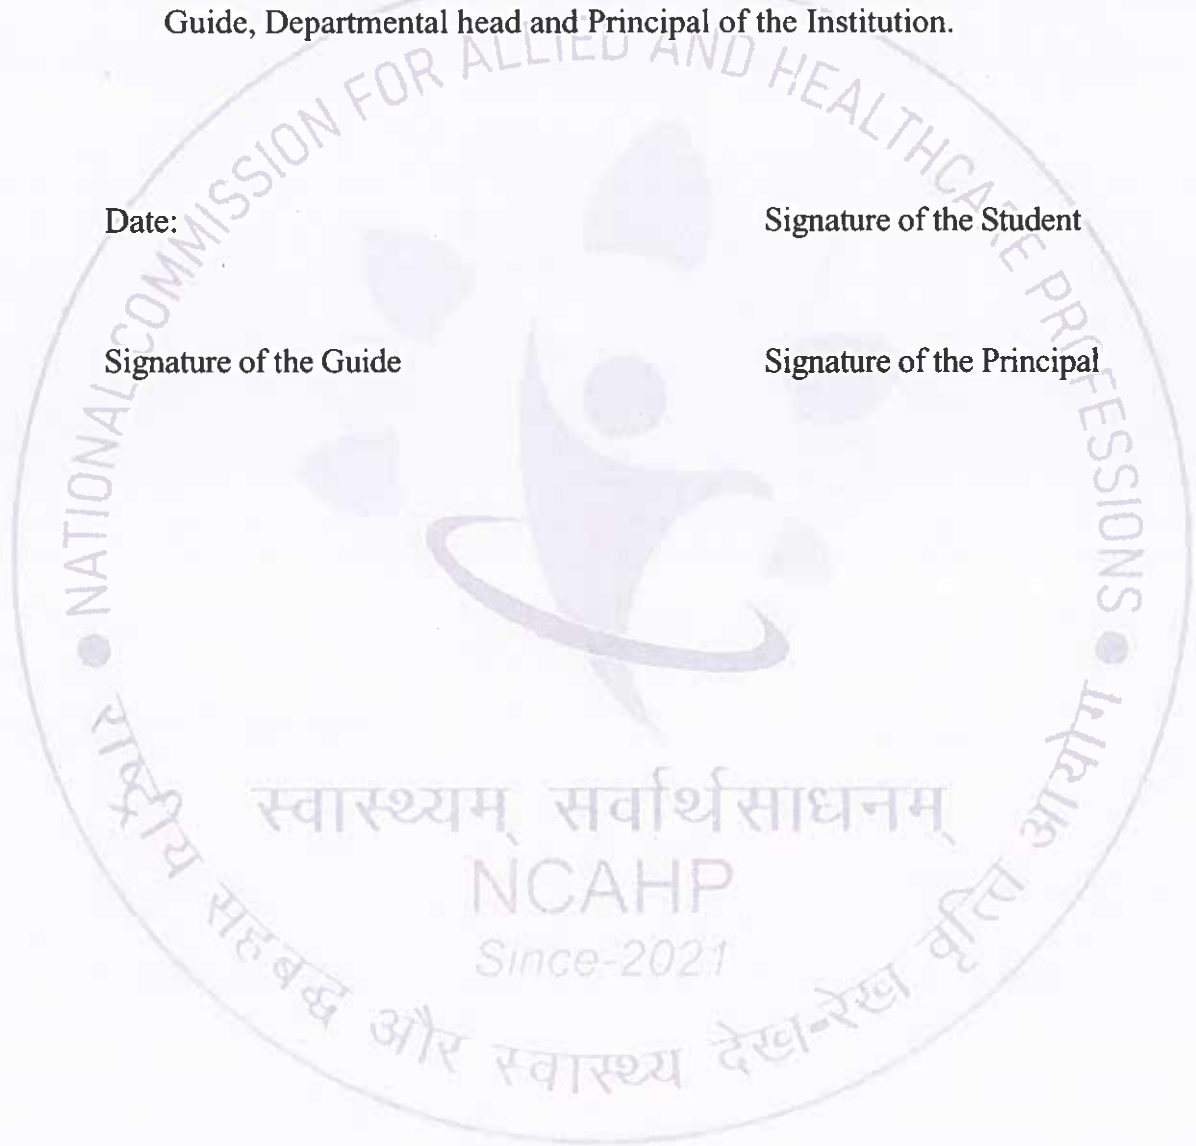 Guide, Departmental head and Principal of the Institution.
NATIONAL COMMISSION FOR ALLIED AND HEALTHCARE PROFESSIONS
Date:
Signature of the Student
Signature of the Guide
Signature of the Principal
स्वास्थ्यम् सर्वार्थसाधनम्
NCAHP
Since-2021
राष्ट्रीय सहबद्ध और स्वास्थ्य देख-रेख वृत्ति आयोग